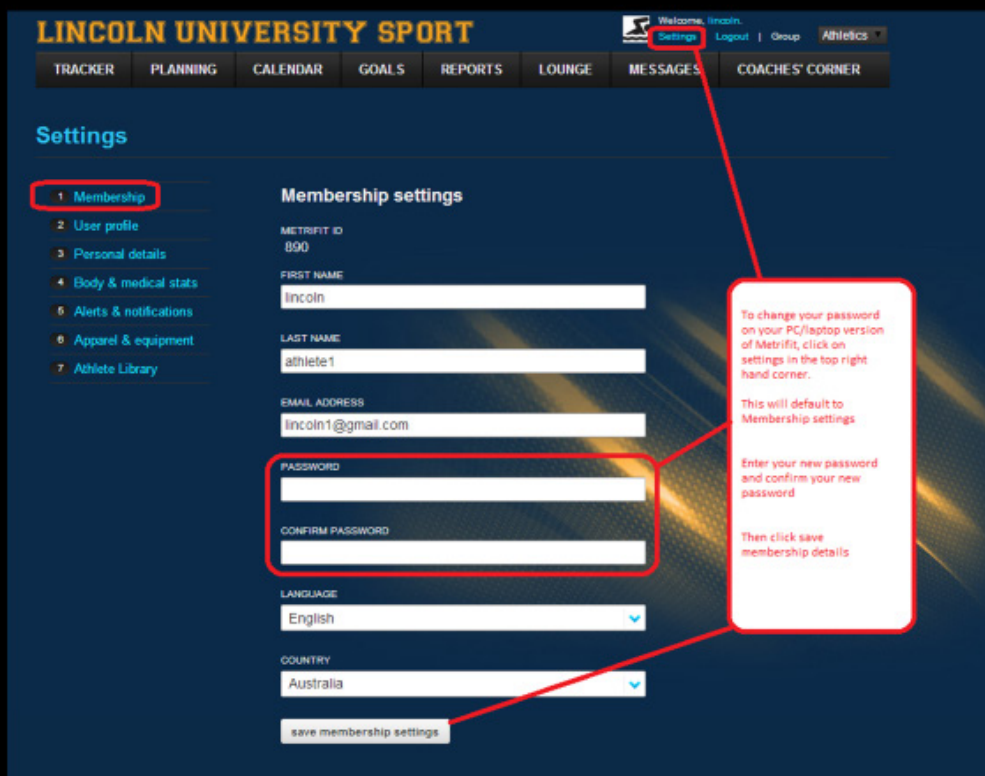 LINCOLN UNIVERSITY SPORT
Welcome, lincoln.
Settings Logout | Group Athletics
TRACKER PLANNING CALENDAR GOALS REPORTS LOUNGE MESSAGES COACHES' CORNER
Settings
1 Membership
2 User profile
3 Personal details
4 Body & medical stats
5 Alerts & notifications
6 Apparel & equipment
7 Athlete Library
Membership settings
METRIFIT ID
890
FIRST NAME
lincoln
LAST NAME
athlete1
EMAIL ADDRESS
lincoln1@gmail.com
PASSWORD
CONFIRM PASSWORD
LANGUAGE
English
COUNTRY
Australia
save membership settings
To change your password
on your PC/laptop version
of Metrifit, click on
settings in the top right
hand corner.
This will default to
Membership settings
Enter your new password
and confirm your new
password
Then click save
membership details